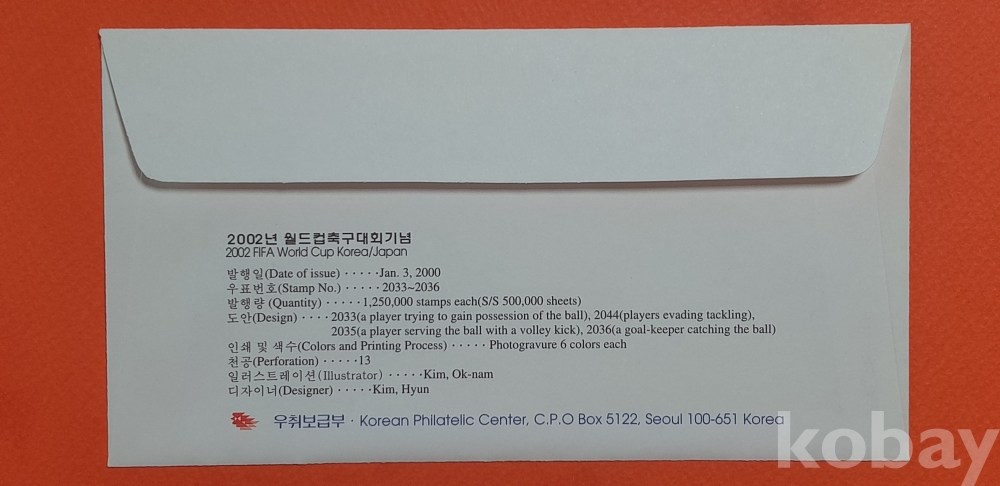 2002년 월드컵축구대회기념
2002 FIFA World Cup Korea/Japan
발행일(Date of issue) ·····Jan. 3, 2000
우표번호(Stamp No.) ·····2033~2036
발행량 (Quantity) ·····1,250,000 stamps each(S/S 500,000 sheets)
도안(Design) ···· 2033(a player trying to gain possession of the ball), 2044(players evading tackling),
2035(a player serving the ball with a volley kick), 2036(a goal-keeper catching the ball)
인쇄 및 색수(Colors and Printing Process) ····· Photogravure 6 colors each
천공(Perforation) ·····13
일러스트레이션(Illustrator) ·····Kim, Ok-nam
디자이너(Designer) ·····Kim, Hyun
우취보급부 · Korean Philatelic Center, C.P.O Box 5122, Seoul 100-651 Korea
kobay